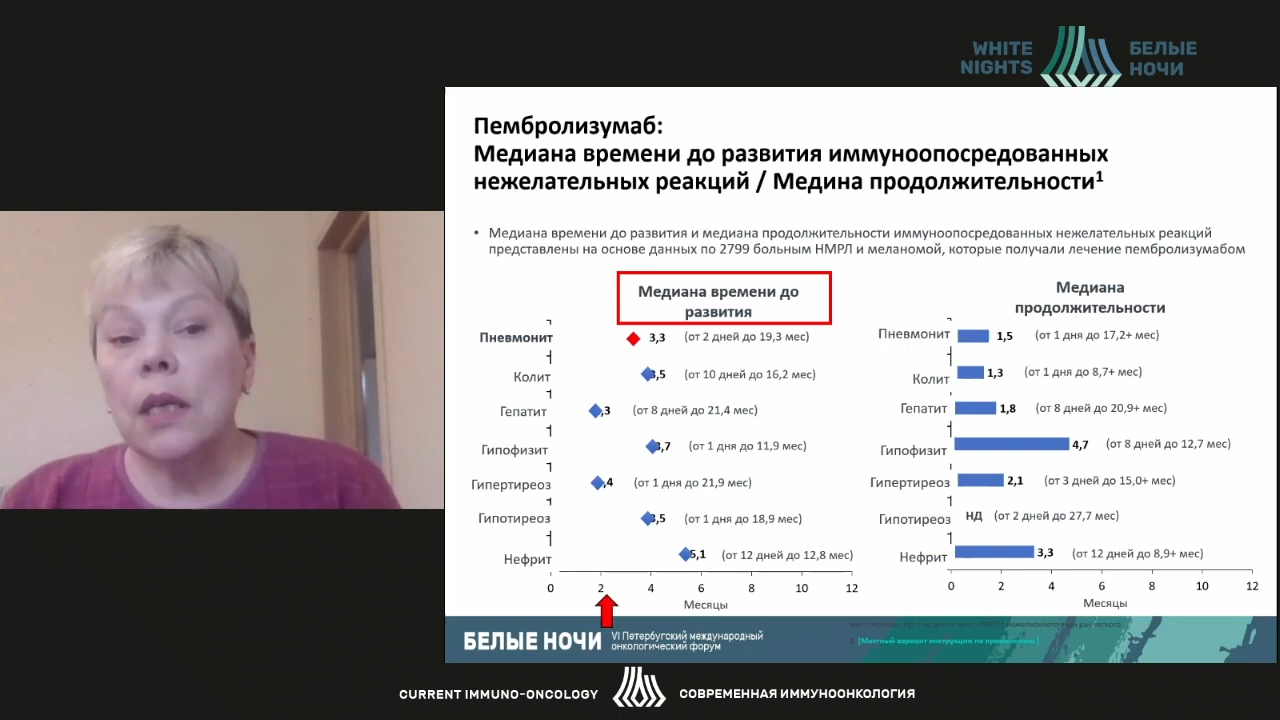 WHITE NIGHTS
БЕЛЫЕ НОЧИ
Пембролизумаб:
Медиана времени до развития иммуноопосредованных
нежелательных реакций / Медина продолжительности¹
• Медиана времени до развития и медиана продолжительности иммуноопосредованных нежелательных реакций
представлены на основе данных по 2799 больным НМРЛ и меланомой, которые получали лечение пембролизумабом
Медиана времени до
развития
Пневмонит 3,3 (от 2 дней до 19,3 мес)
Колит 3,5 (от 10 дней до 16,2 мес)
Гепатит ,3 (от 8 дней до 21,4 мес)
Гипофизит 3,7 (от 1 дня до 11,9 мес)
Гипертиреоз ,4 (от 1 дня до 21,9 мес)
Гипотиреоз 3,5 (от 1 дня до 18,9 мес)
Нефрит 5,1 (от 12 дней до 12,8 мес)
0 2 4 6 8 10 12
Месяцы
Медиана
продолжительности
Пневмонит 1,5 (от 1 дня до 17,2+ мес)
Колит 1,3 (от 1 дня до 8,7+ мес)
Гепатит 1,8 (от 8 дней до 20,9+ мес)
Гипофизит 4,7 (от 8 дней до 12,7 мес)
Гипертиреоз 2,1 (от 3 дней до 15,0+ мес)
Гипотиреоз НД (от 2 дней до 27,7 мес)
Нефрит 3,3 (от 12 дней до 8,9+ мес)
0 2 4 6 8 10 12
Месяцы
1. [Местный вариант инструкции по применению.]
БЕЛЫЕ НОЧИ
VI Петербургский международный
онкологический форум
CURRENT IMMUNO-ONCOLOGY
СОВРЕМЕННАЯ ИММУНООНКОЛОГИЯ